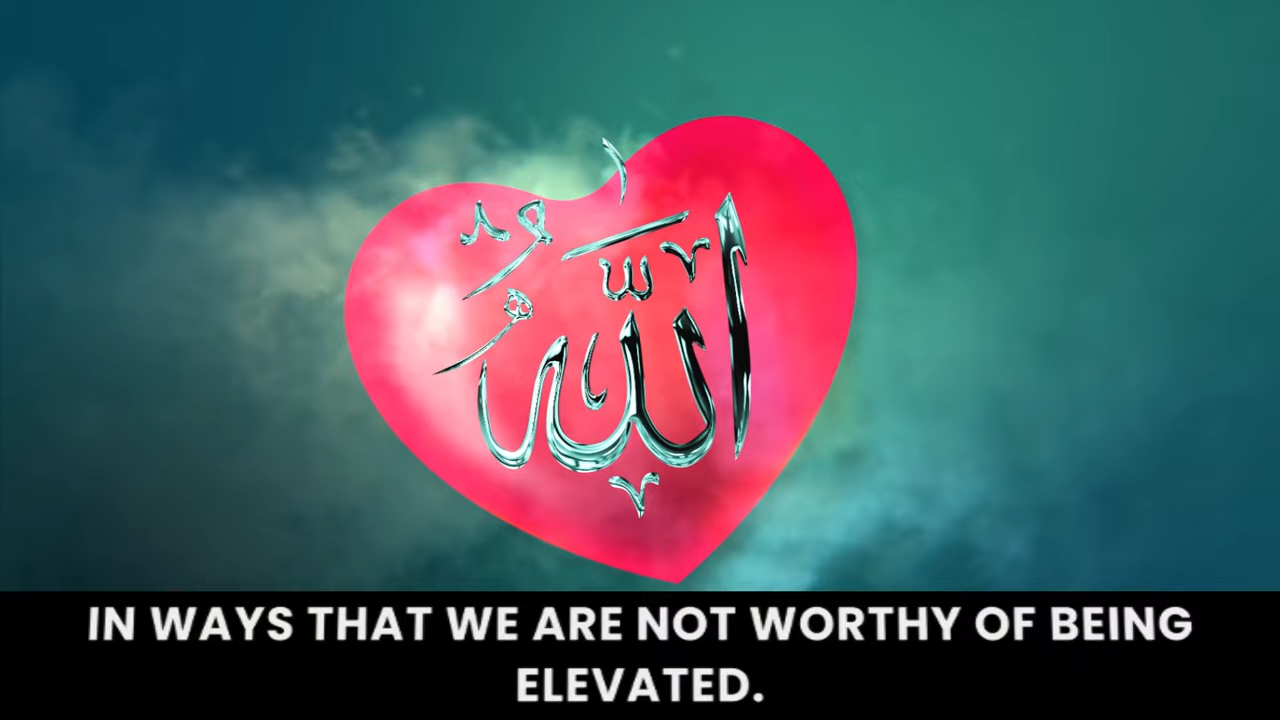 الله
IN WAYS THAT WE ARE NOT WORTHY OF BEING
ELEVATED.